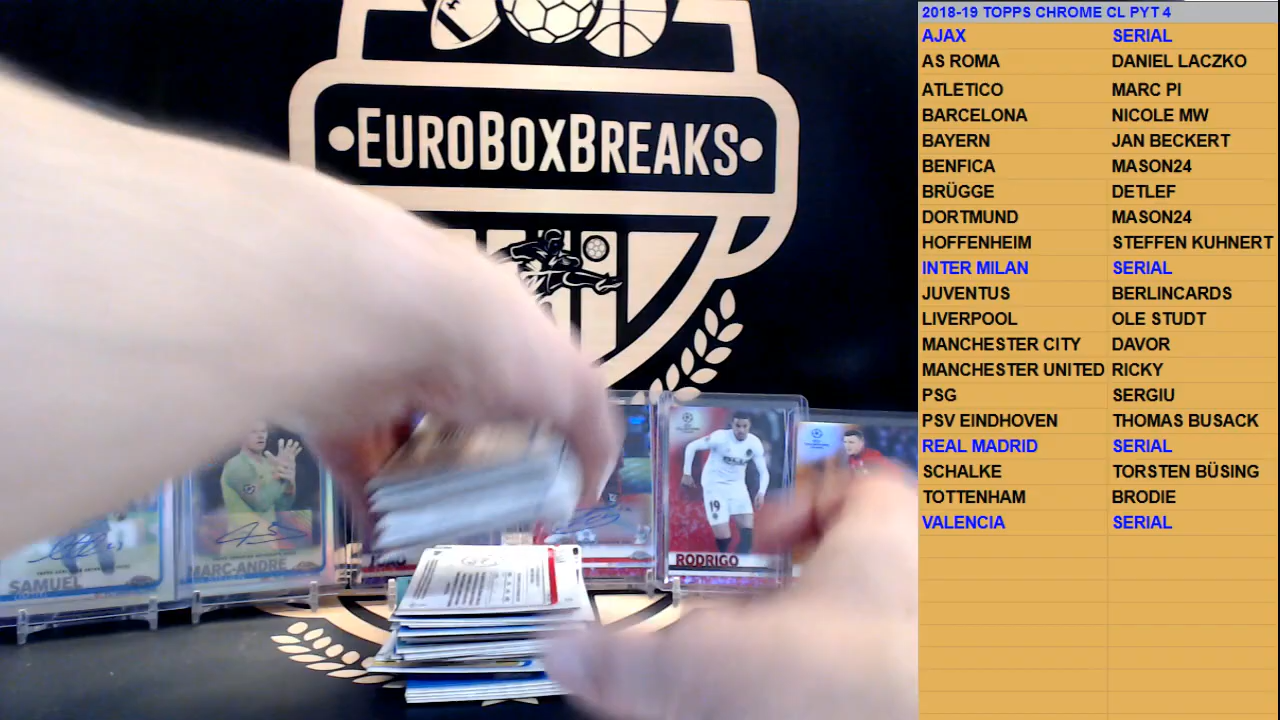 EUROBOXBREAKS
SAMUEL
MARC-ANDRÉ
19
RODRIGO
2018-19 TOPPS CHROME CL PYT 4
AJAX SERIAL
AS ROMA DANIEL LACZKO
ATLETICO MARC PI
BARCELONA NICOLE MW
BAYERN JAN BECKERT
BENFICA MASON24
BRÜGGE DETLEF
DORTMUND MASON24
HOFFENHEIM STEFFEN KUHNERT
INTER MILAN SERIAL
JUVENTUS BERLINCARDS
LIVERPOOL OLE STUDT
MANCHESTER CITY DAVOR
MANCHESTER UNITED RICKY
PSG SERGIU
PSV EINDHOVEN THOMAS BUSACK
REAL MADRID SERIAL
SCHALKE TORSTEN BÜSING
TOTTENHAM BRODIE
VALENCIA SERIAL